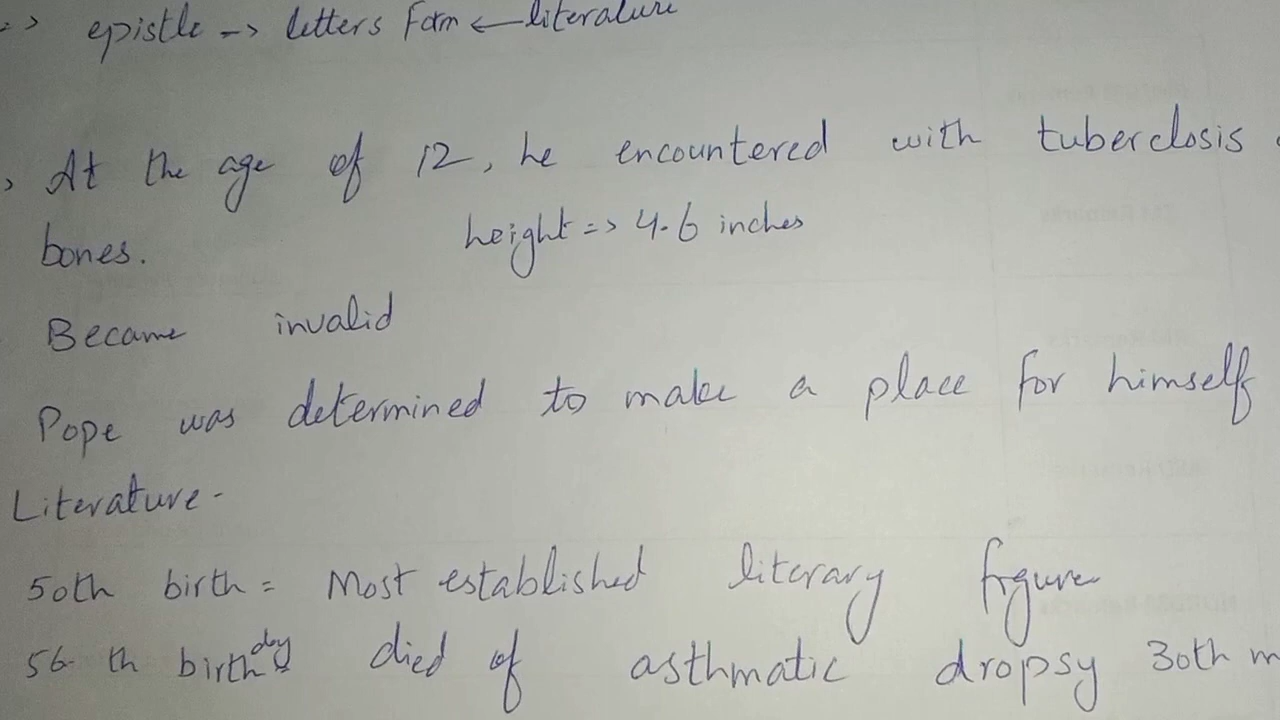 => epistle -> letters Form <- literature
, At the age of 12, he encountered with tuberclosis
bones. height => 4.6 inches
Became invalid
Pope was determined to make a place for himself
Literature -
50th birth = Most established literary figure
56 th birthday died of asthmatic dropsy 30th m